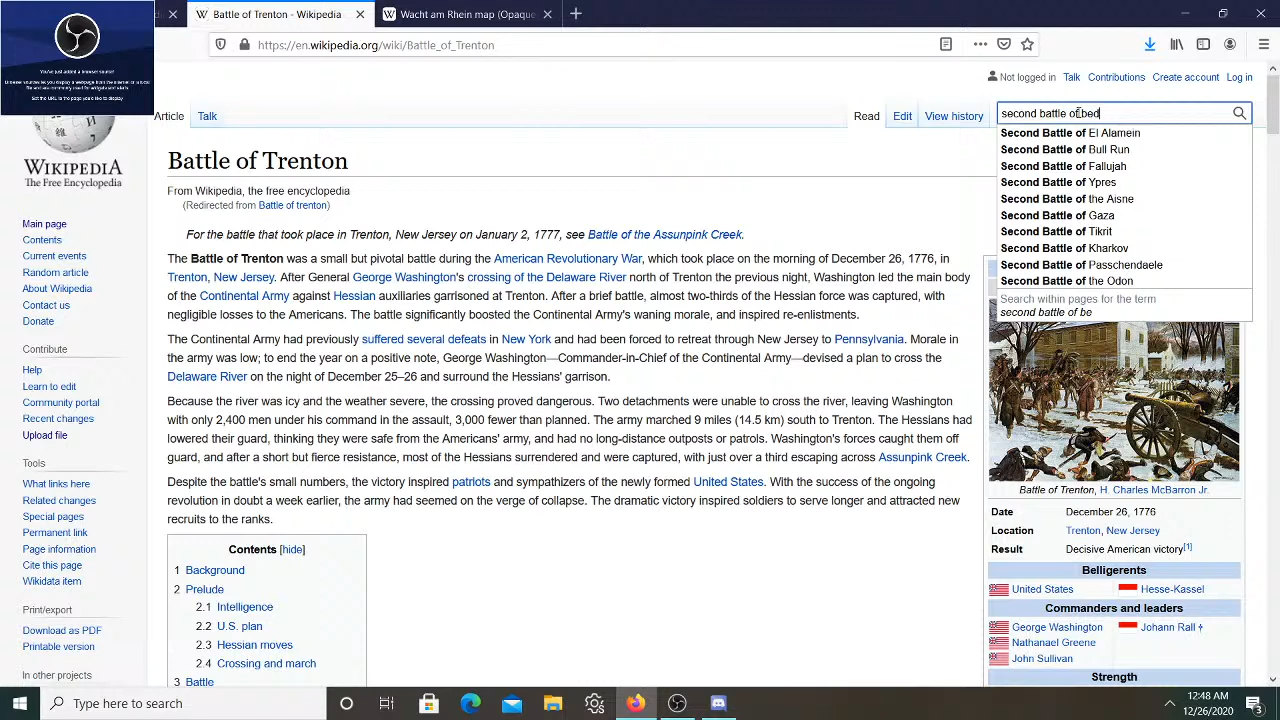 Battle of Trenton - Wikipedia
Wacht am Rhein map (Opaque
https://en.wikipedia.org/wiki/Battle_of_Trenton
You've just added a browser source!
Not logged in Talk Contributions Create account Log in
Article Talk Read Edit View history
second battle of bed
WIKIPEDIA
The Free Encyclopedia
Main page
Contents
Current events
Random article
About Wikipedia
Contact us
Donate
Contribute
Help
Learn to edit
Community portal
Recent changes
Upload file
Tools
What links here
Related changes
Special pages
Permanent link
Page information
Cite this page
Wikidata item
Print/export
Download as PDF
Printable version
In other projects
Battle of Trenton
From Wikipedia, the free encyclopedia
(Redirected from Battle of trenton)
For the battle that took place in Trenton, New Jersey on January 2, 1777, see Battle of the Assunpink Creek.
The Battle of Trenton was a small but pivotal battle during the American Revolutionary War, which took place on the morning of December 26, 1776, in
Trenton, New Jersey. After General George Washington's crossing of the Delaware River north of Trenton the previous night, Washington led the main body
of the Continental Army against Hessian auxiliaries garrisoned at Trenton. After a brief battle, almost two-thirds of the Hessian force was captured, with
negligible losses to the Americans. The battle significantly boosted the Continental Army's waning morale, and inspired re-enlistments.
The Continental Army had previously suffered several defeats in New York and had been forced to retreat through New Jersey to Pennsylvania. Morale in
the army was low; to end the year on a positive note, George Washington—Commander-in-Chief of the Continental Army—devised a plan to cross the
Delaware River on the night of December 25–26 and surround the Hessians' garrison.
Because the river was icy and the weather severe, the crossing proved dangerous. Two detachments were unable to cross the river, leaving Washington
with only 2,400 men under his command in the assault, 3,000 fewer than planned. The army marched 9 miles (14.5 km) south to Trenton. The Hessians had
lowered their guard, thinking they were safe from the Americans' army, and had no long-distance outposts or patrols. Washington's forces caught them off
guard, and after a short but fierce resistance, most of the Hessians surrendered and were captured, with just over a third escaping across Assunpink Creek.
Despite the battle's small numbers, the victory inspired patriots and sympathizers of the newly formed United States. With the success of the ongoing
revolution in doubt a week earlier, the army had seemed on the verge of collapse. The dramatic victory inspired soldiers to serve longer and attracted new
recruits to the ranks.
Contents [hide]
1 Background
2 Prelude
2.1 Intelligence
2.2 U.S. plan
2.3 Hessian moves
2.4 Crossing and march
3 Battle
Second Battle of El Alamein
Second Battle of Bull Run
Second Battle of Fallujah
Second Battle of Ypres
Second Battle of the Aisne
Second Battle of Gaza
Second Battle of Tikrit
Second Battle of Kharkov
Second Battle of Passchendaele
Second Battle of the Odon
Search within pages for the term
second battle of be
Battle of Trenton, H. Charles McBarron Jr.
Date December 26, 1776
Location Trenton, New Jersey
Result Decisive American victory[1]
Belligerents
United States Hesse-Kassel
Commanders and leaders
George Washington Johann Rall †
Nathanael Greene
John Sullivan
Strength
Type here to search
12:48 AM
12/26/2020
3